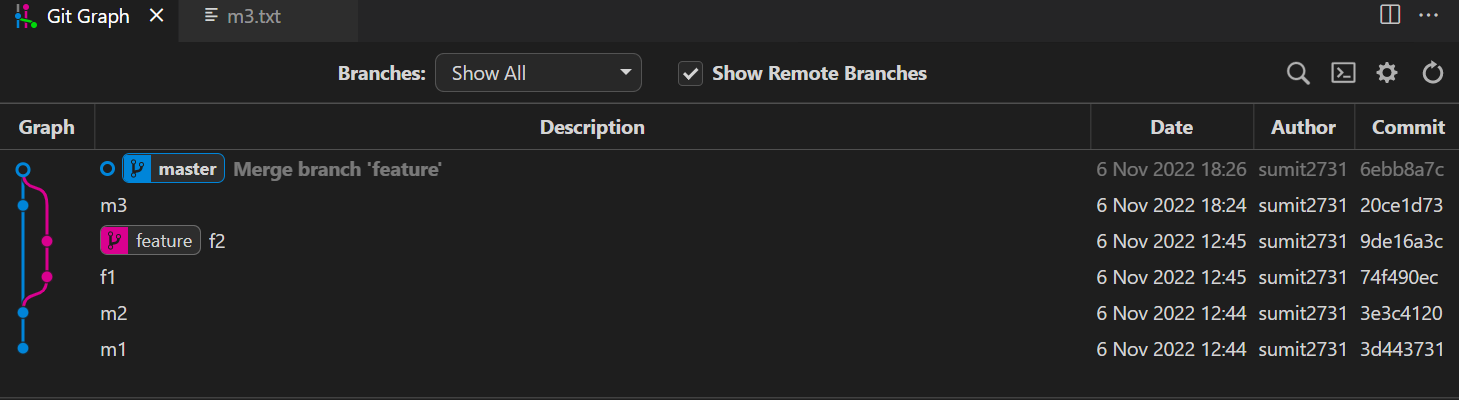 Git Graph m3.txt
Branches: Show All Show Remote Branches
Graph Description Date Author Commit
master Merge branch 'feature' 6 Nov 2022 18:26 sumit2731 6ebb8a7c
m3 6 Nov 2022 18:24 sumit2731 20ce1d73
feature f2 6 Nov 2022 12:45 sumit2731 9de16a3c
f1 6 Nov 2022 12:45 sumit2731 74f490ec
m2 6 Nov 2022 12:44 sumit2731 3e3c4120
m1 6 Nov 2022 12:44 sumit2731 3d443731